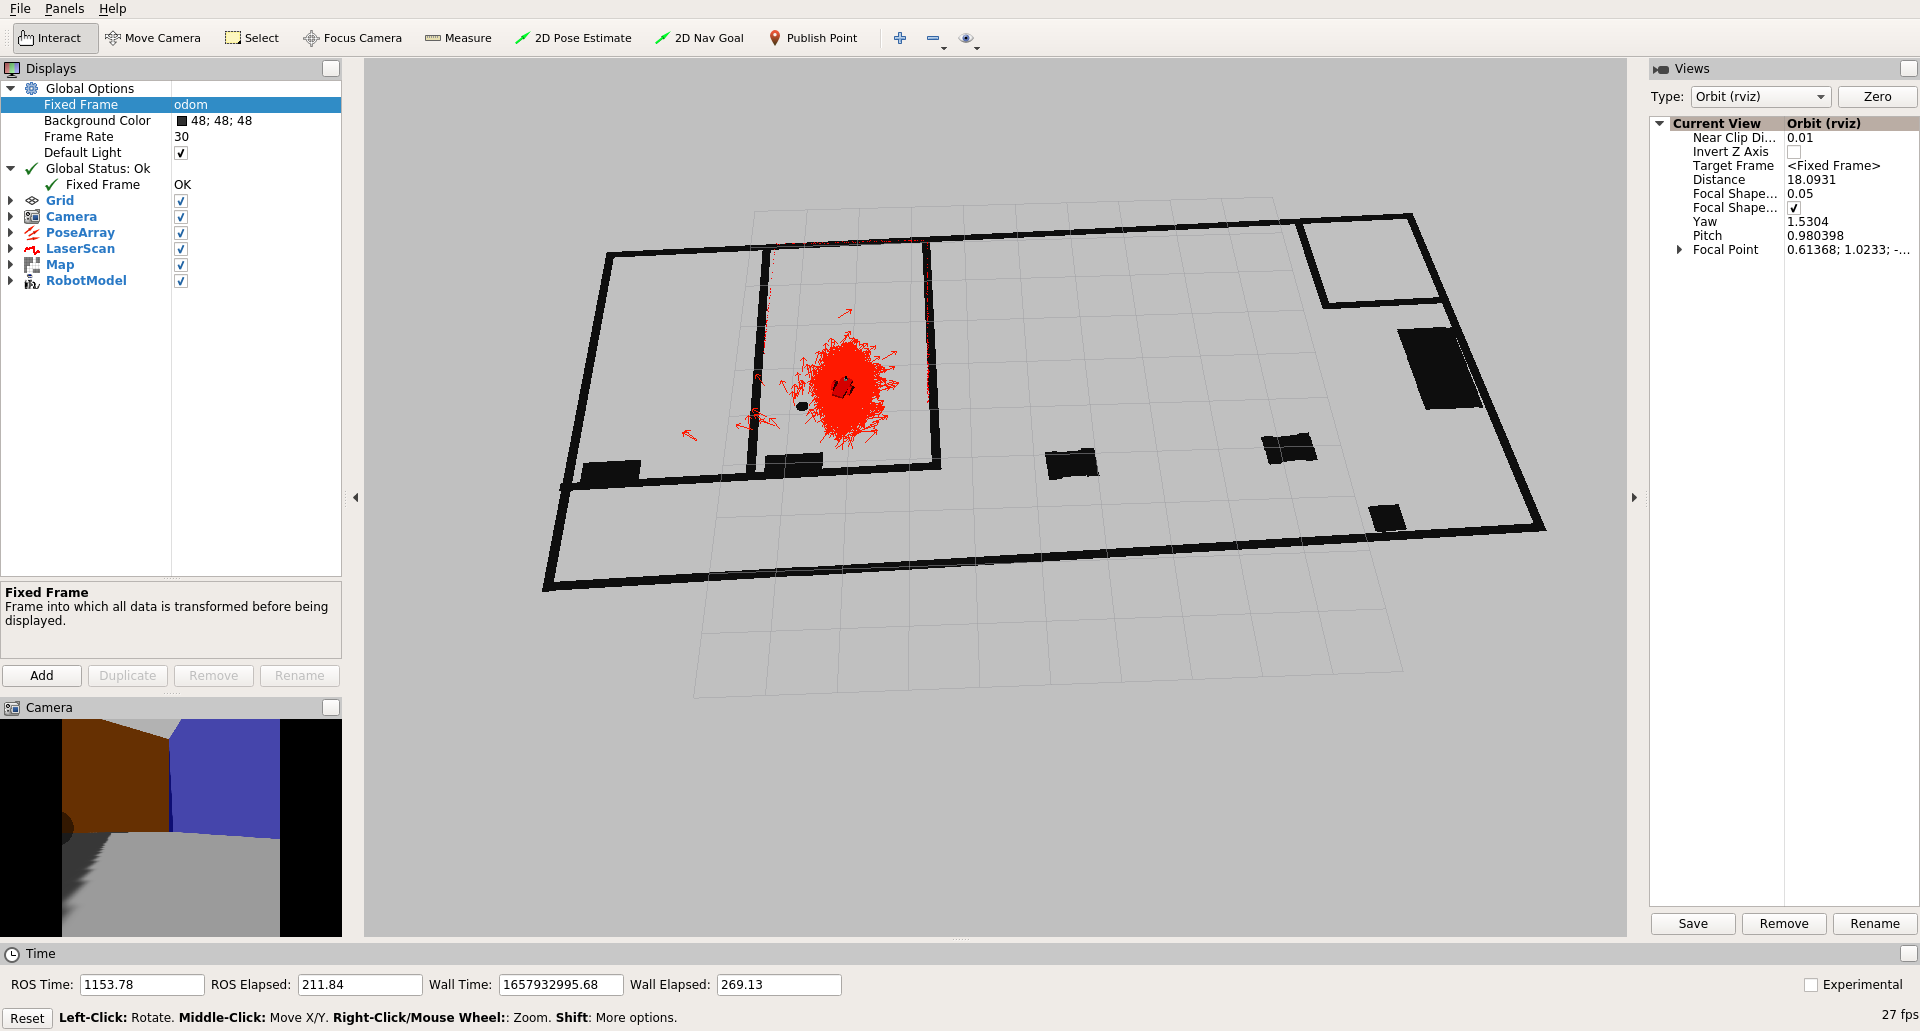 File Panels Help
Interact Move Camera Select Focus Camera Measure 2D Pose Estimate 2D Nav Goal Publish Point
Displays
Global Options
Fixed Frame odom
Background Color 48; 48; 48
Frame Rate 30
Default Light
Global Status: Ok
Fixed Frame OK
Grid
Camera
PoseArray
LaserScan
Map
RobotModel
Fixed Frame
Frame into which all data is transformed before being
displayed.
Add Duplicate Remove Rename
Camera
Views
Type: Orbit (rviz) Zero
Current View Orbit (rviz)
Near Clip Di... 0.01
Invert Z Axis
Target Frame <Fixed Frame>
Distance 18.0931
Focal Shape... 0.05
Focal Shape...
Yaw 1.5304
Pitch 0.980398
Focal Point 0.61368; 1.0233; -...
Save Remove Rename
Time
ROS Time: 1153.78 ROS Elapsed: 211.84 Wall Time: 1657932995.68 Wall Elapsed: 269.13 Experimental
Reset Left-Click: Rotate. Middle-Click: Move X/Y. Right-Click/Mouse Wheel:: Zoom. Shift: More options. 27 fps